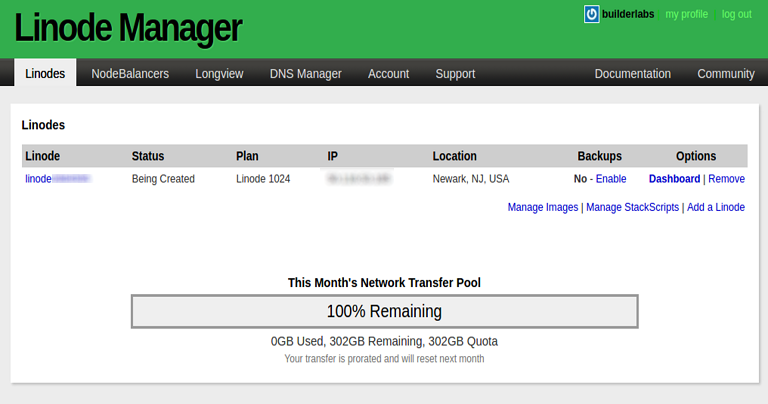 Linode Manager
builderlabs my profile log out
Linodes NodeBalancers Longview DNS Manager Account Support Documentation Community
Linodes
Linode Status Plan IP Location Backups Options
linode Being Created Linode 1024 Newark, NJ, USA No - Enable Dashboard | Remove
Manage Images | Manage StackScripts | Add a Linode
This Month's Network Transfer Pool
100% Remaining
0GB Used, 302GB Remaining, 302GB Quota
Your transfer is prorated and will reset next month